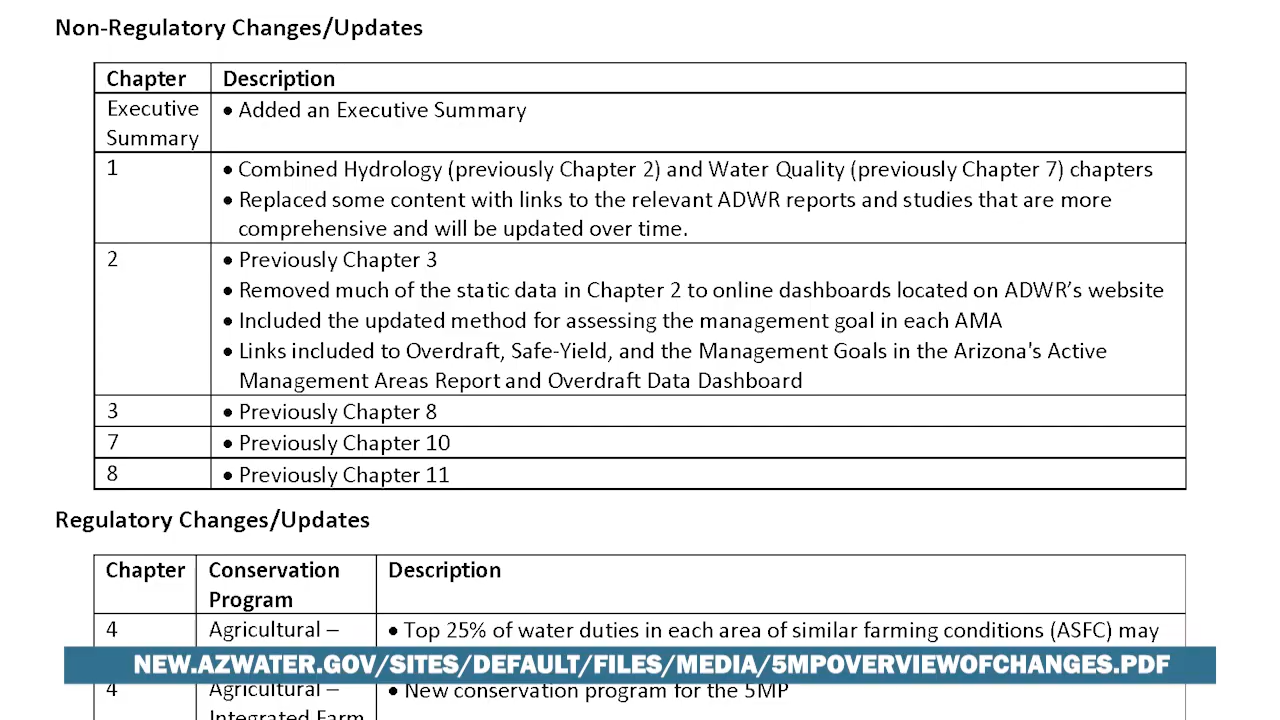 Non-Regulatory Changes/Updates
Chapter Description
Executive Summary • Added an Executive Summary
1 • Combined Hydrology (previously Chapter 2) and Water Quality (previously Chapter 7) chapters
• Replaced some content with links to the relevant ADWR reports and studies that are more
comprehensive and will be updated over time.
2 • Previously Chapter 3
• Removed much of the static data in Chapter 2 to online dashboards located on ADWR's website
• Included the updated method for assessing the management goal in each AMA
• Links included to Overdraft, Safe-Yield, and the Management Goals in the Arizona's Active
Management Areas Report and Overdraft Data Dashboard
3 • Previously Chapter 8
7 • Previously Chapter 10
8 • Previously Chapter 11
Regulatory Changes/Updates
Chapter Conservation Program Description
4 Agricultural – • Top 25% of water duties in each area of similar farming conditions (ASFC) may
NEW.AZWATER.GOV/SITES/DEFAULT/FILES/MEDIA/5MPOVERVIEWOFCHANGES.PDF
4 Agricultural – • New conservation program for the 5MP
Integrated Farm